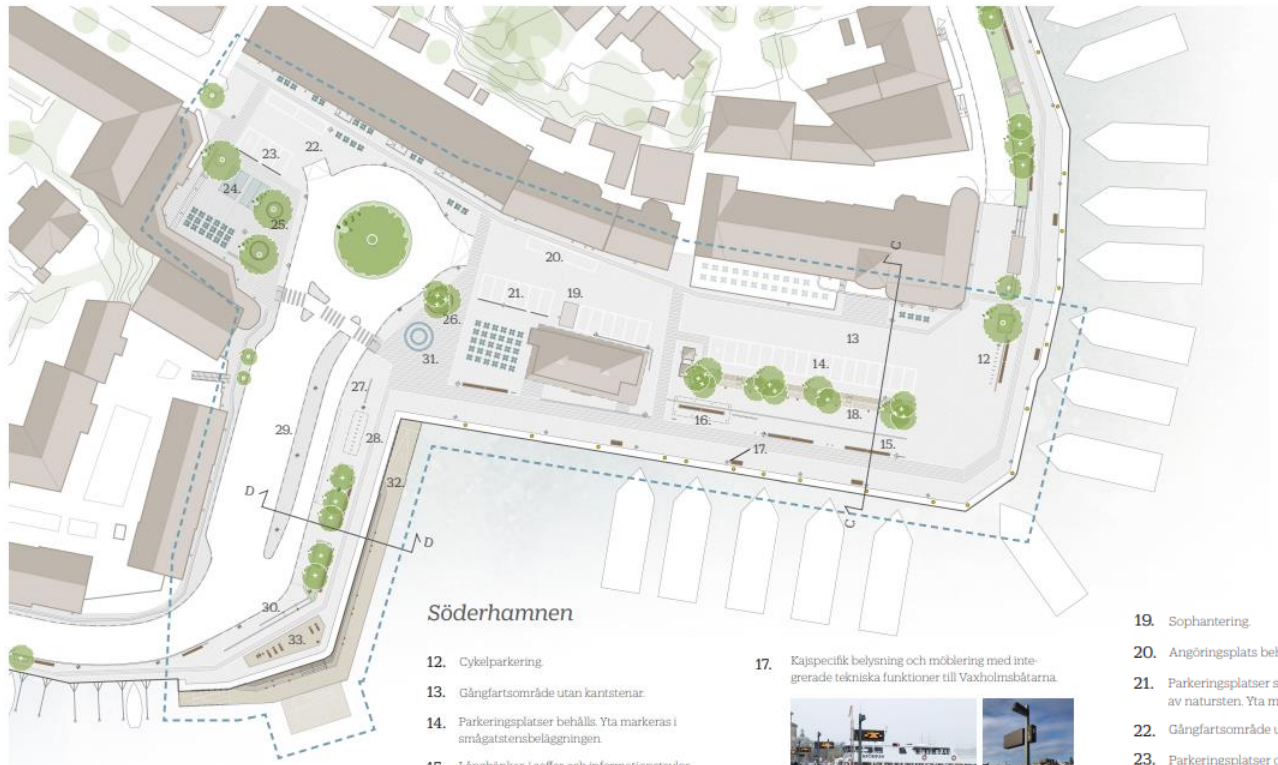 22.
23.
24.
25.
20.
21.
19.
26.
31.
C
13
14.
12
18.
16.
15.
17.
C
27.
28.
29.
32.
D
D
30.
33.
Söderhamnen
12. Cykelparkering.
13. Gångfartsområde utan kantstenar.
14. Parkeringsplatser behålls. Yta markeras i
smågatstensbeläggningen.
17. Kajspecifik belysning och möblering med inte-
grerade tekniska funktioner till Vaxholmsbåtarna.
19. Sophantering.
20. Angöringsplats beh
21. Parkeringsplatser s
av natursten. Yta m
22. Gångfartsområde u
23. Parkeringsplatser o